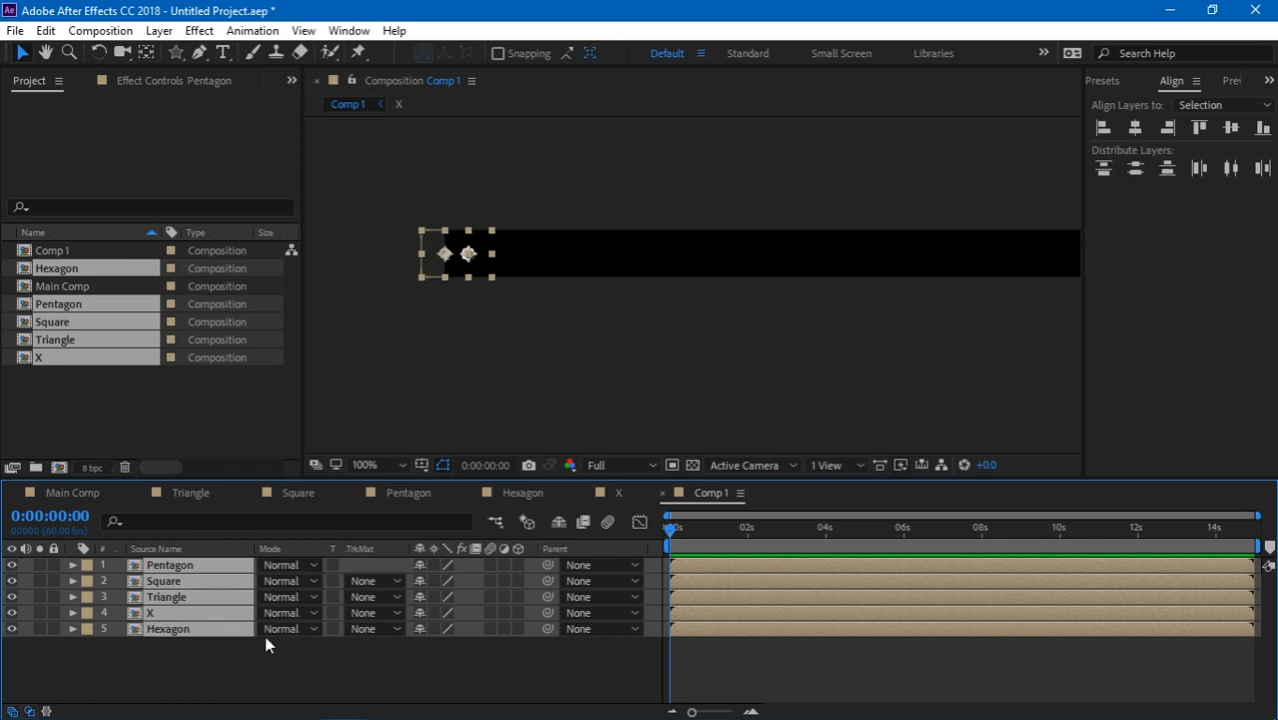 Ae Adobe After Effects CC 2018 - Untitled Project.aep *
File Edit Composition Layer Effect Animation View Window Help
T Snapping Default Standard Small Screen Libraries Search Help
Project Effect Controls Pentagon Composition Comp 1 Presets Align
Comp 1 X
Align Layers to: Selection
Distribute Layers:
Name Type Size
Comp 1 Composition
Hexagon Composition
Main Comp Composition
Pentagon Composition
Square Composition
Triangle Composition
X Composition
8 bpc 100% 0:00:00:00 Full Active Camera 1 View +0.0
Main Comp Triangle Square Pentagon Hexagon X Comp 1
0:00:00:00
00000 (60.00 fps)
02s 04s 06s 08s 10s 12s 14s
# Source Name Mode T .TrkMat fx Parent
1 Pentagon Normal None
2 Square Normal None None
3 Triangle Normal None None
4 X Normal None None
5 Hexagon Normal None None